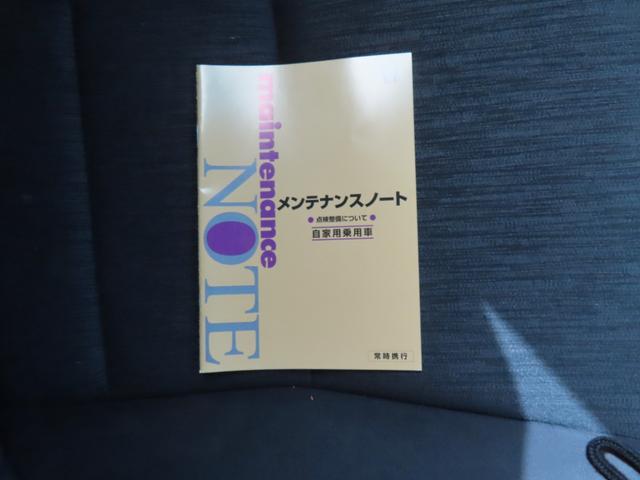 maintenance
NOTE
メンテナンスノート
● 点検整備について ●
自家用乗用車
常時携行